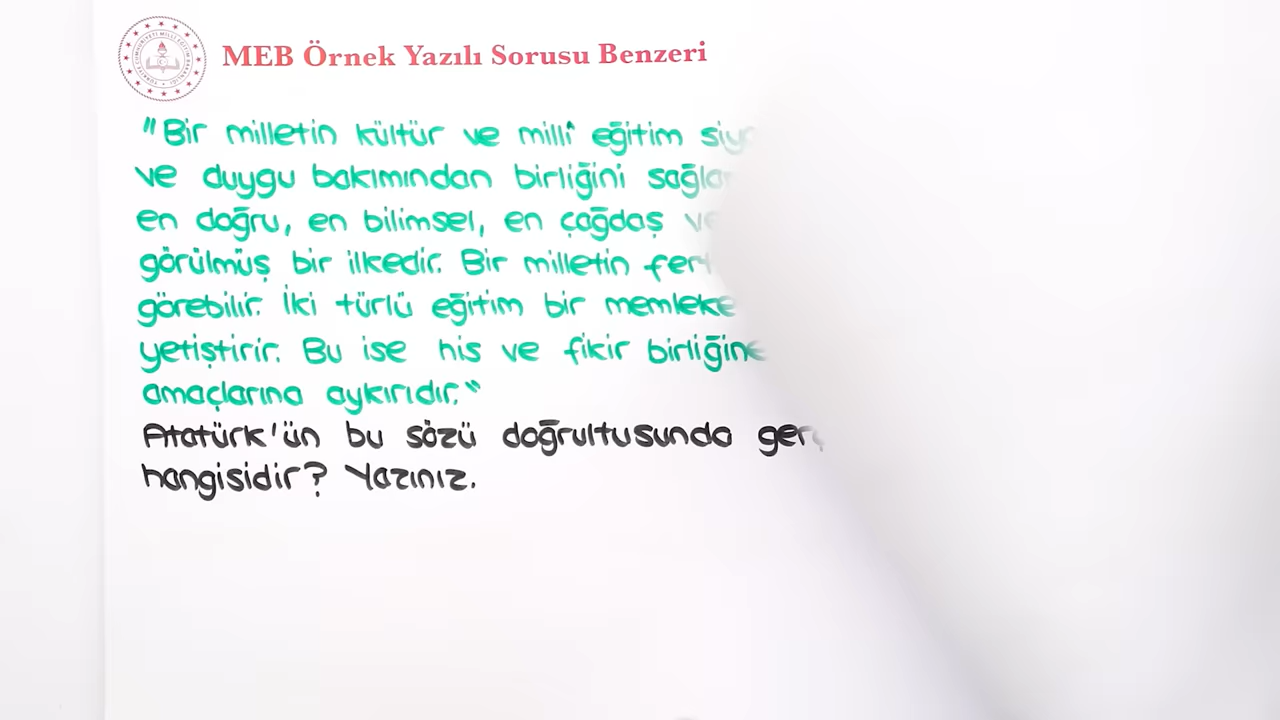 MEB Örnek Yazılı Sorusu Benzeri
"Bir milletin kültür ve millî eğitim
ve duygu bakımından birliğini
en doğru, en bilimsel, en çağdaş ve
görülmüş bir ilkedir. Bir milletin
görebilir. İki türlü eğitim bir
yetiştirir. Bu ise his ve fikir
amaçlarına aykırıdır."
Atatürk'ün bu sözü doğrultusunda
hangisidir? Yazınız.